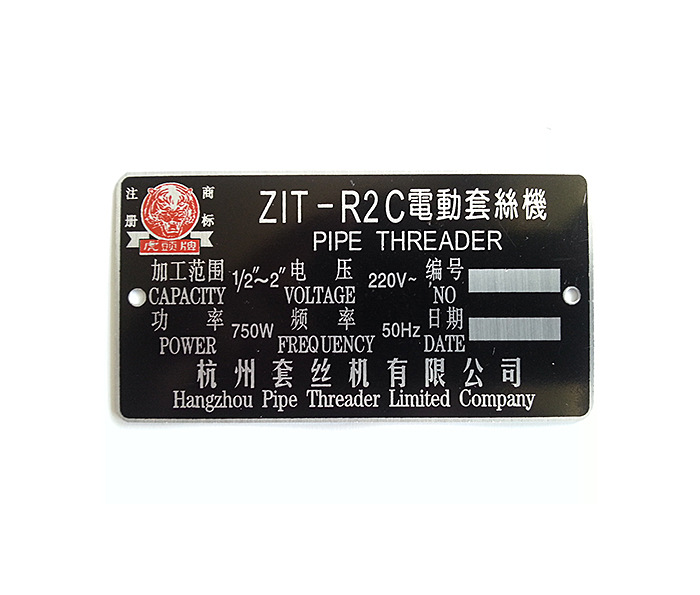 注册 商标
虎頭牌
ZIT-R2C電動套絲機
PIPE THREADER
加工范围 1/2"~2" 电 压 220V~ 编号
CAPACITY VOLTAGE NO
功 率 750W 频 率 50Hz 日期
POWER FREQUENCY DATE
杭州套丝机有限公司
Hangzhou Pipe Threader Limited Company